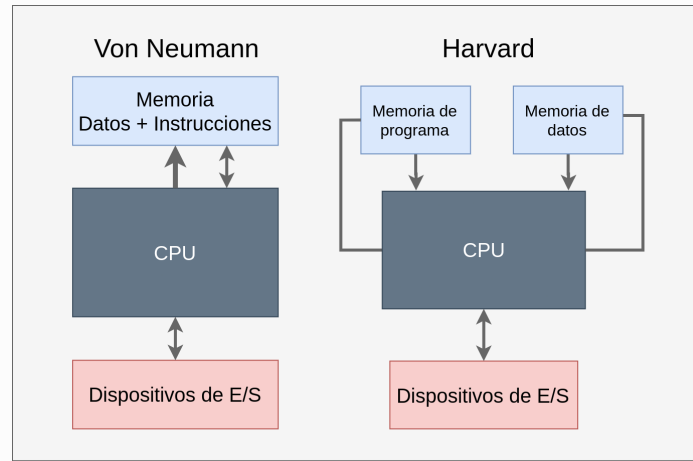 Von Neumann
Memoria
Datos + Instrucciones
CPU
Dispositivos de E/S
Harvard
Memoria de
programa
Memoria de
datos
CPU
Dispositivos de E/S